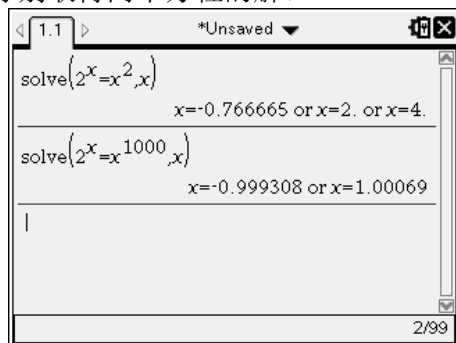 1.1
*Unsaved
solve(2^x=x^2,x)
x=-0.766665 or x=2. or x=4.
solve(2^x=x^1000,x)
x=-0.999308 or x=1.00069
2/99